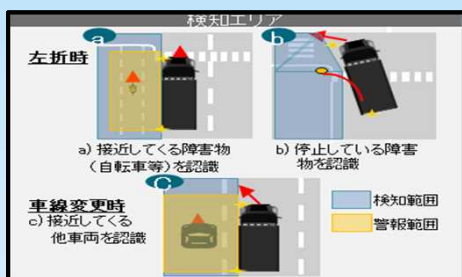 検知エリア
左折時
a
b
a) 接近してくる障害物
(自転車等)を認識
b) 停止している障害
物を認識
車線変更時
C
c) 接近してくる
他車両を認識
検知範囲
警報範囲